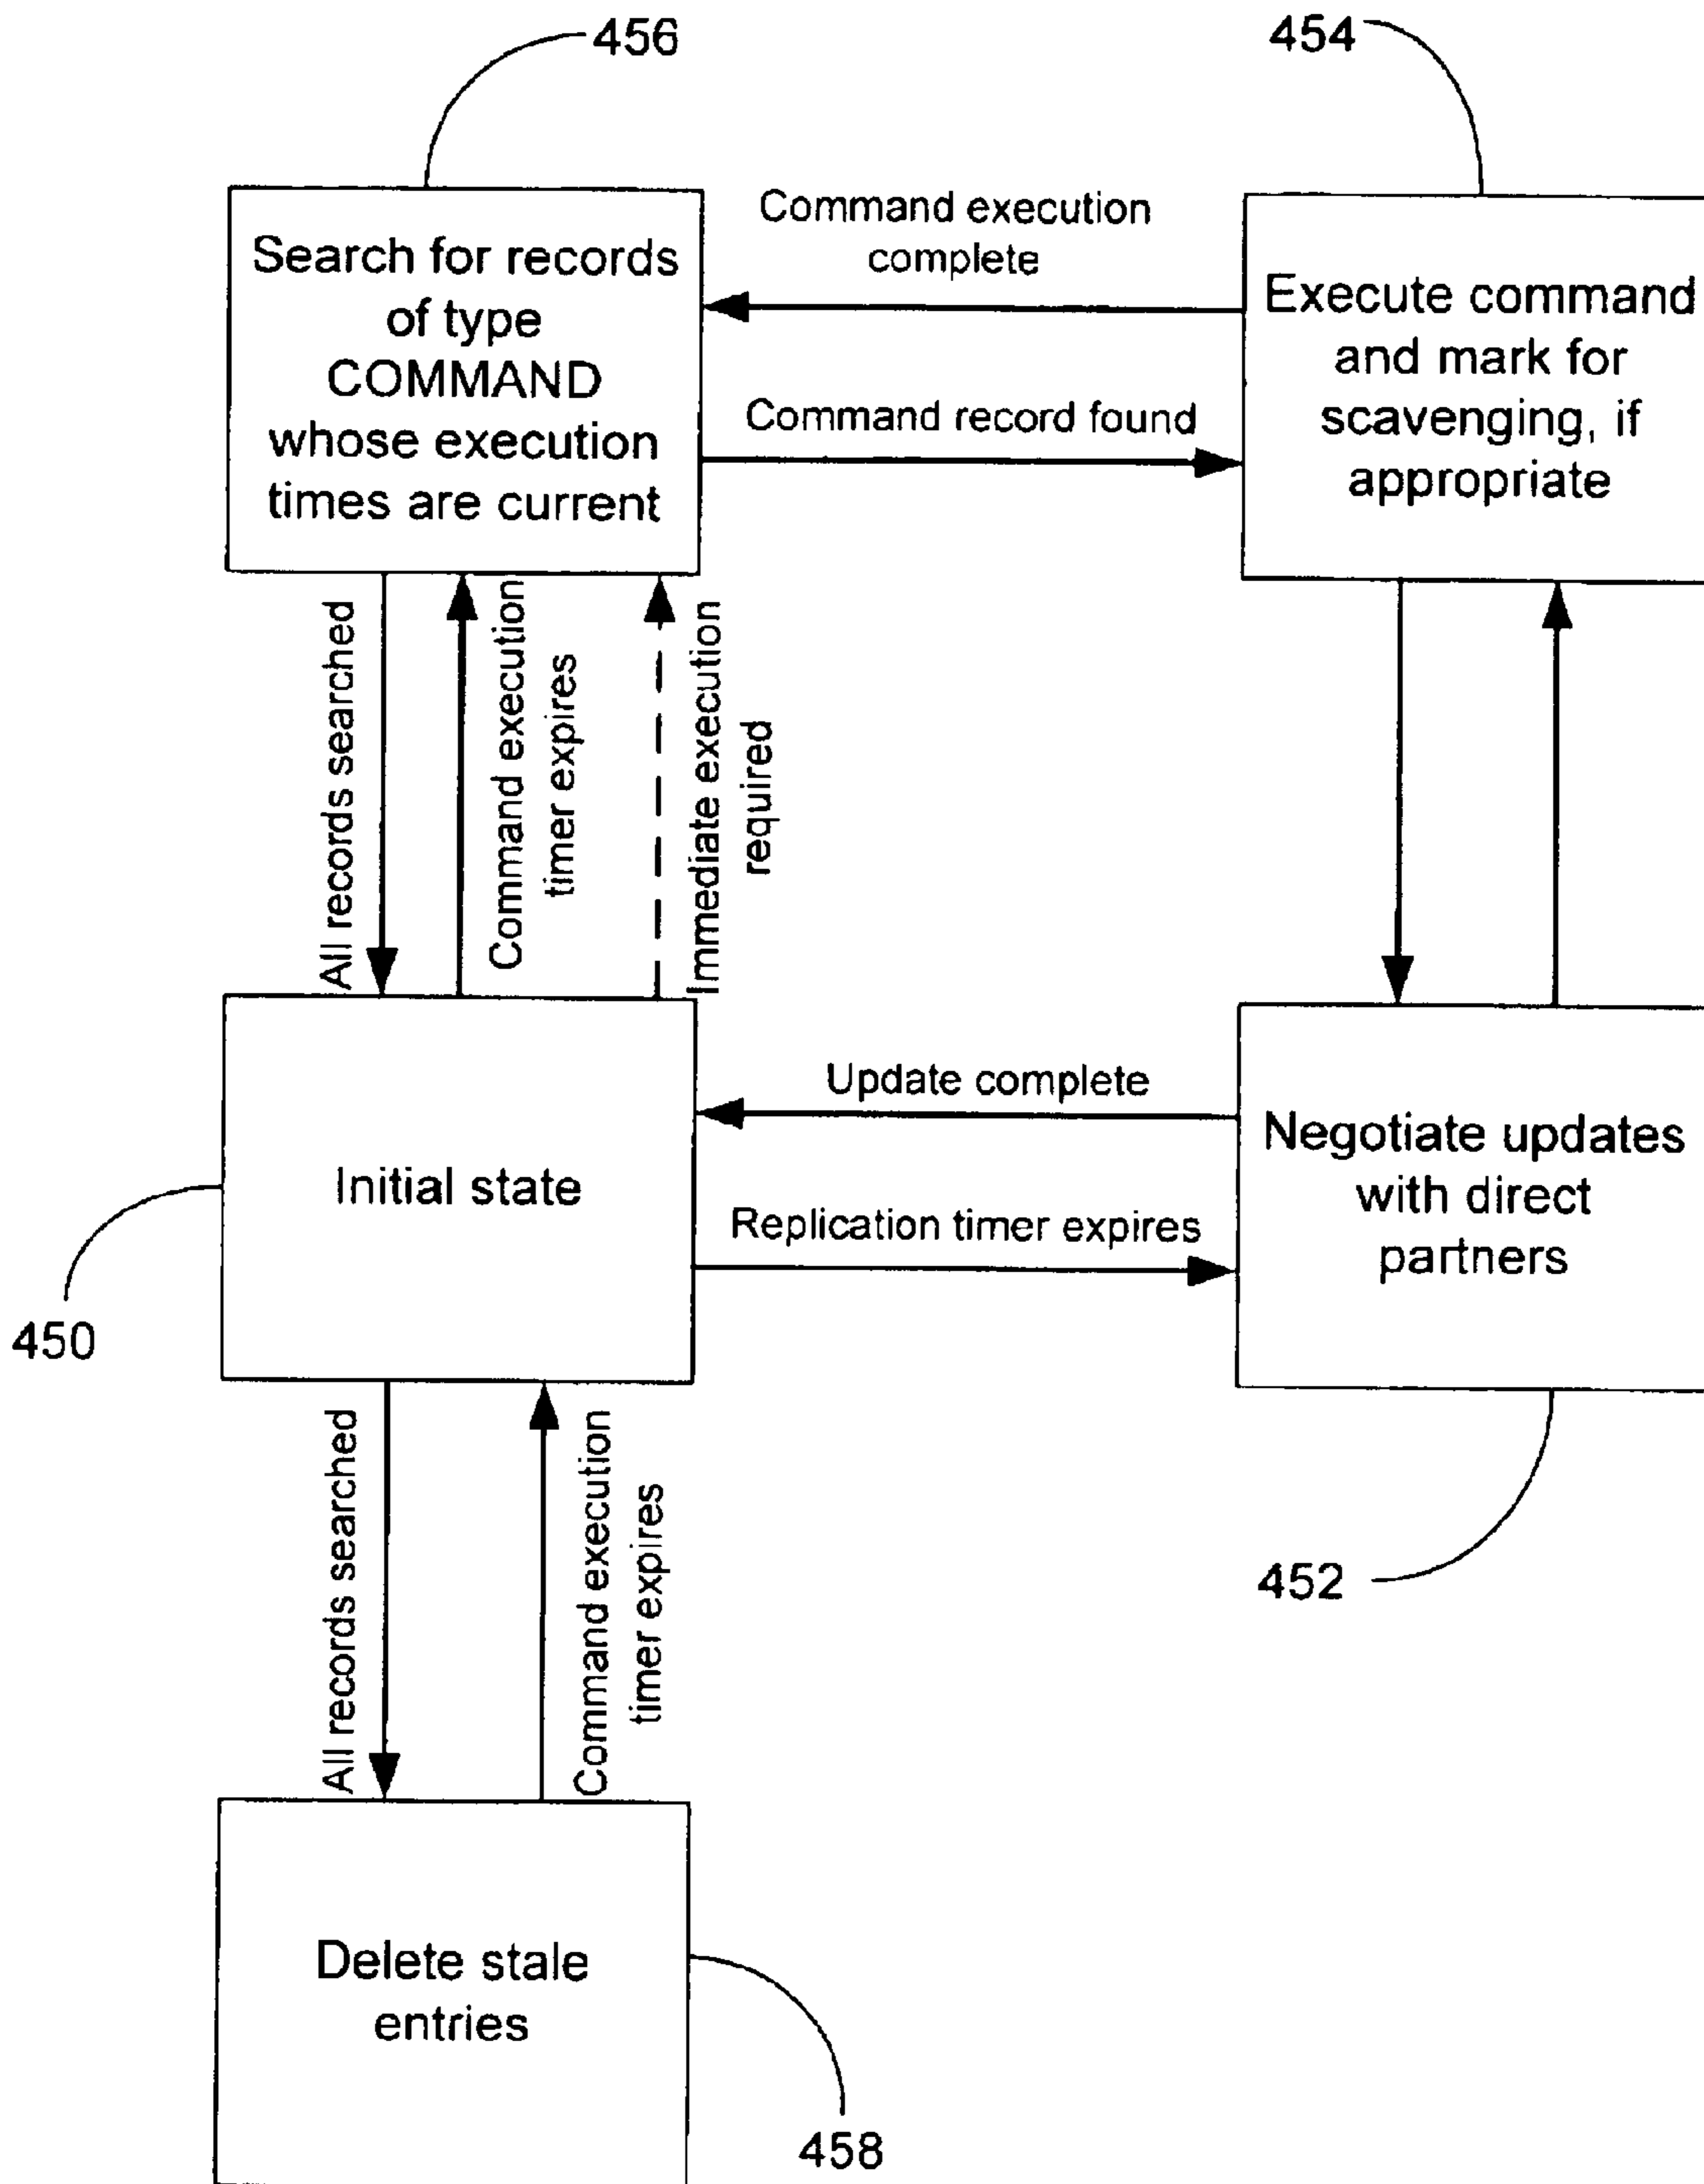 456
454
Search for records
of type
COMMAND
whose execution
times are current
Command execution
complete
Command record found
Execute command
and mark for
scavenging, if
appropriate
All records searched
Command execution
timer expires
Immediate execution
required
Initial state
Update complete
Replication timer expires
Negotiate updates
with direct
partners
450
452
All records searched
Command execution
timer expires
Delete stale
entries
458